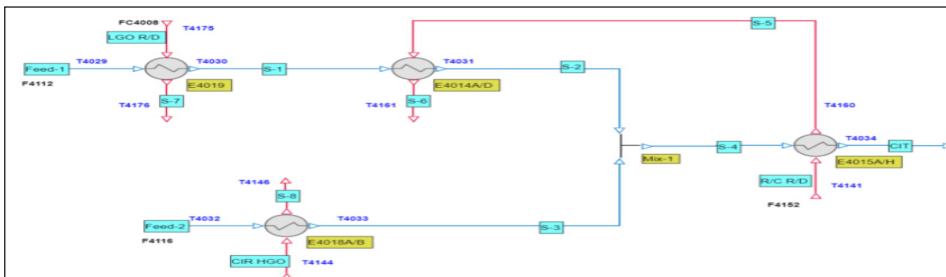 FC4008
T4175
S-5
LGO R/D
T4029
T4030
T4031
Feed-1
S-1
S-2
F4112
E4019
E4014A/D
T4176
S-7
T4161
S-6
T4160
T4034
S-4
CIT
Mix-1
E4015A/H
T4146
R/C R/D
T4141
S-8
F4152
T4032
T4033
Feed-2
S-3
F4116
E4018A/B
CIR HGO
T4144